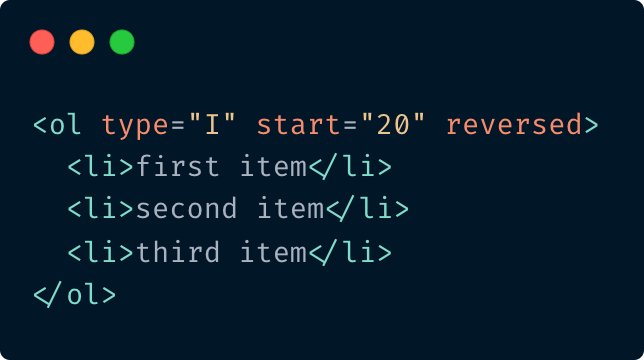 <ol type="I" start="20" reversed>
  <li>first item</li>
  <li>second item</li>
  <li>third item</li>
</ol>